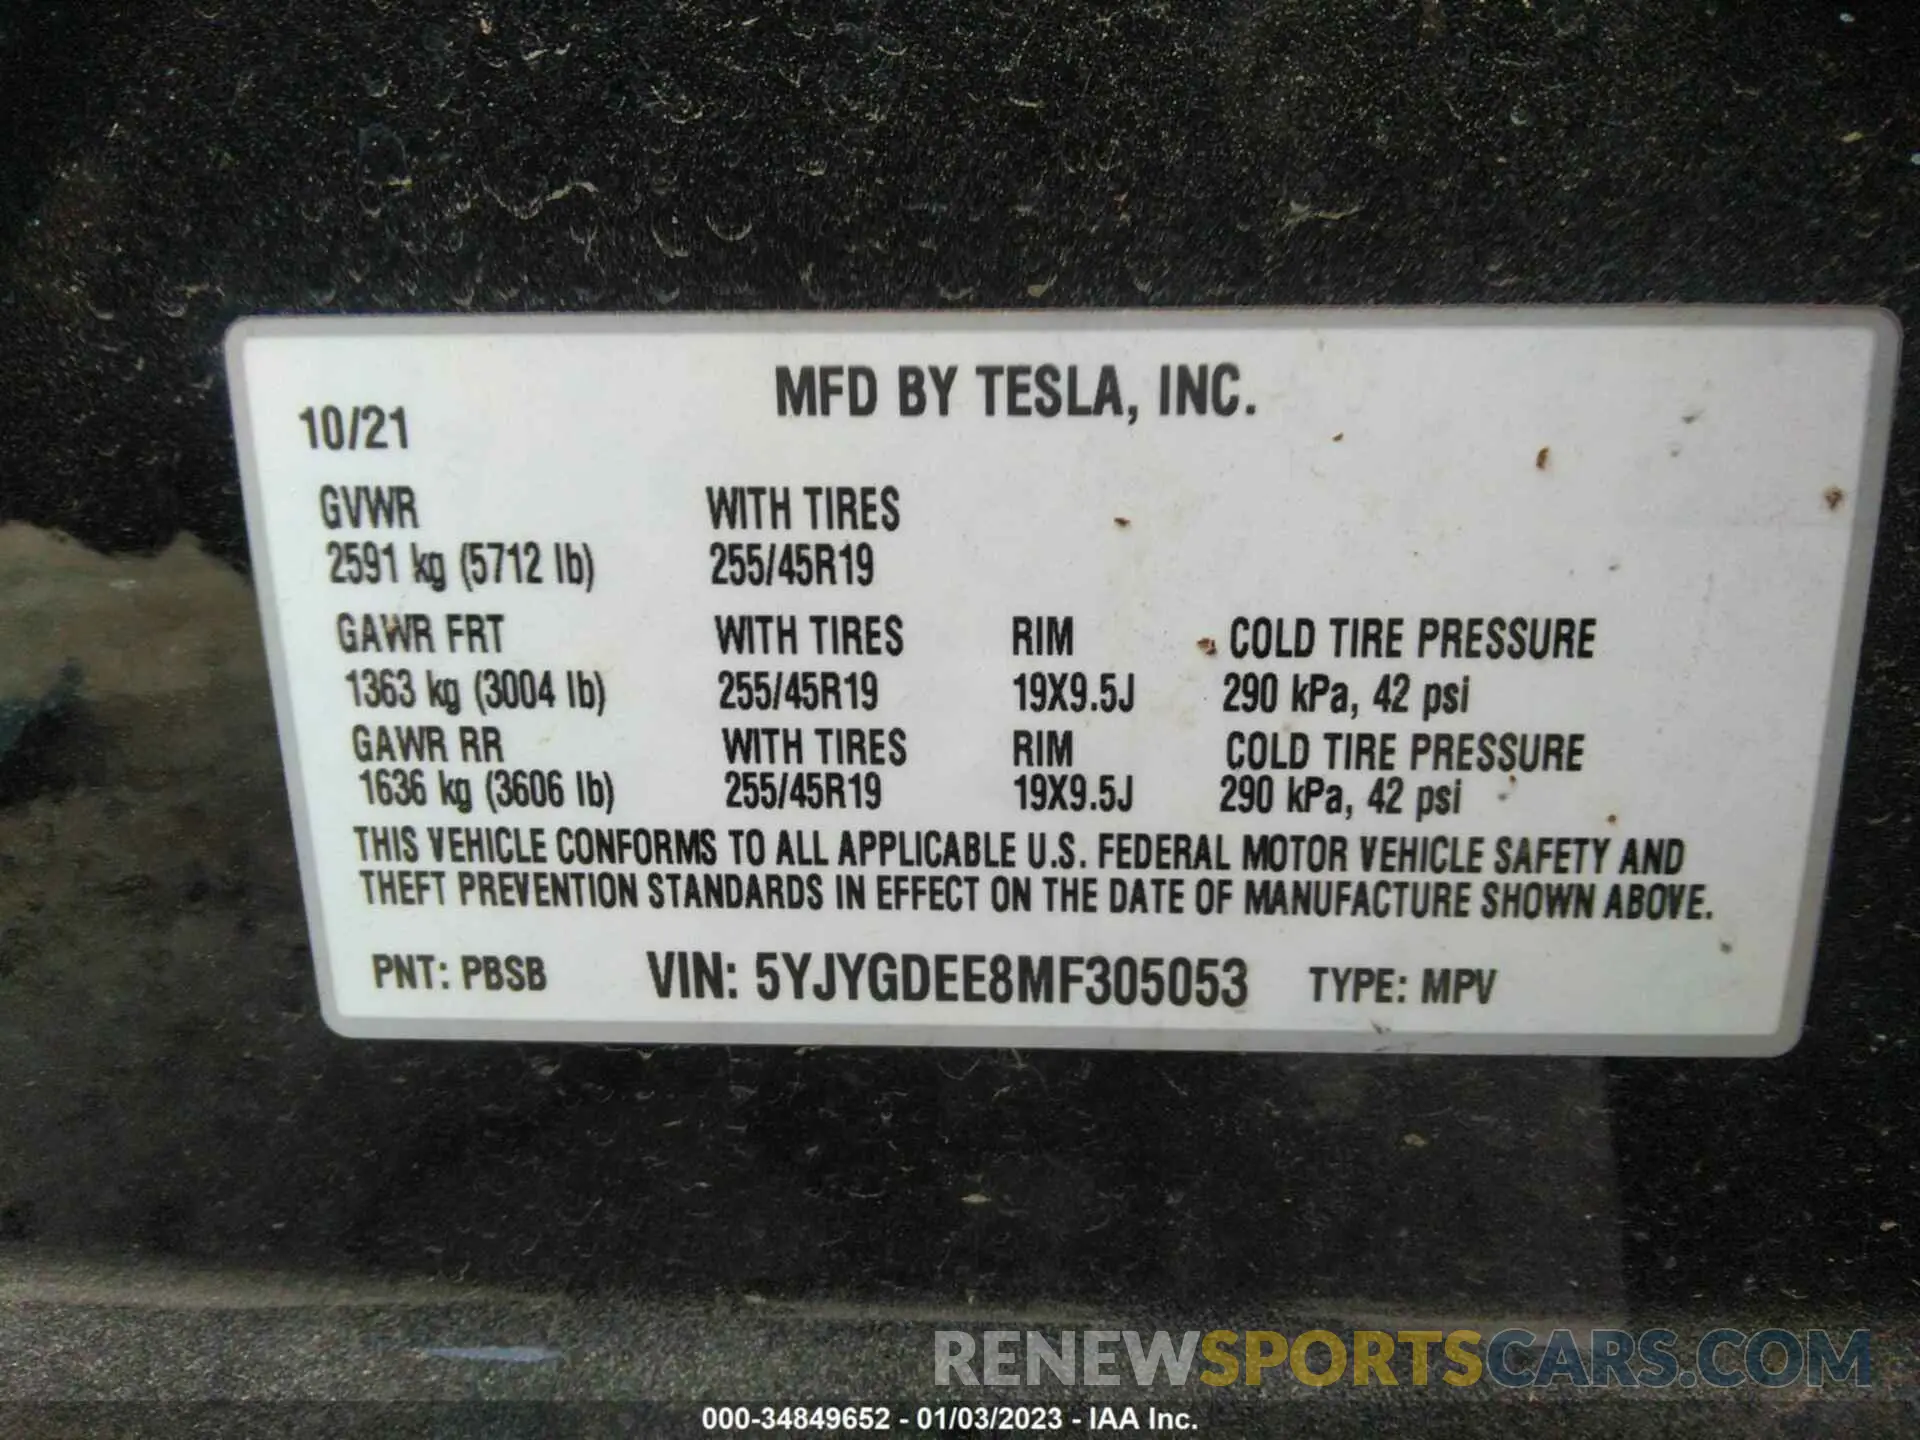 MFD BY TESLA, INC.
10/21
GVWR WITH TIRES
2591 kg (5712 lb) 255/45R19
GAWR FRT WITH TIRES RIM COLD TIRE PRESSURE
1363 kg (3004 lb) 255/45R19 19X9.5J 290 kPa, 42 psi
GAWR RR WITH TIRES RIM COLD TIRE PRESSURE
1636 kg (3606 lb) 255/45R19 19X9.5J 290 kPa, 42 psi
THIS VEHICLE CONFORMS TO ALL APPLICABLE U.S. FEDERAL MOTOR VEHICLE SAFETY AND
THEFT PREVENTION STANDARDS IN EFFECT ON THE DATE OF MANUFACTURE SHOWN ABOVE.
PNT: PBSB VIN: 5YJYGDEE8MF305053 TYPE: MPV
RENEWSPORTSCARS.COM
000-34849652 - 01/03/2023 - IAA Inc.